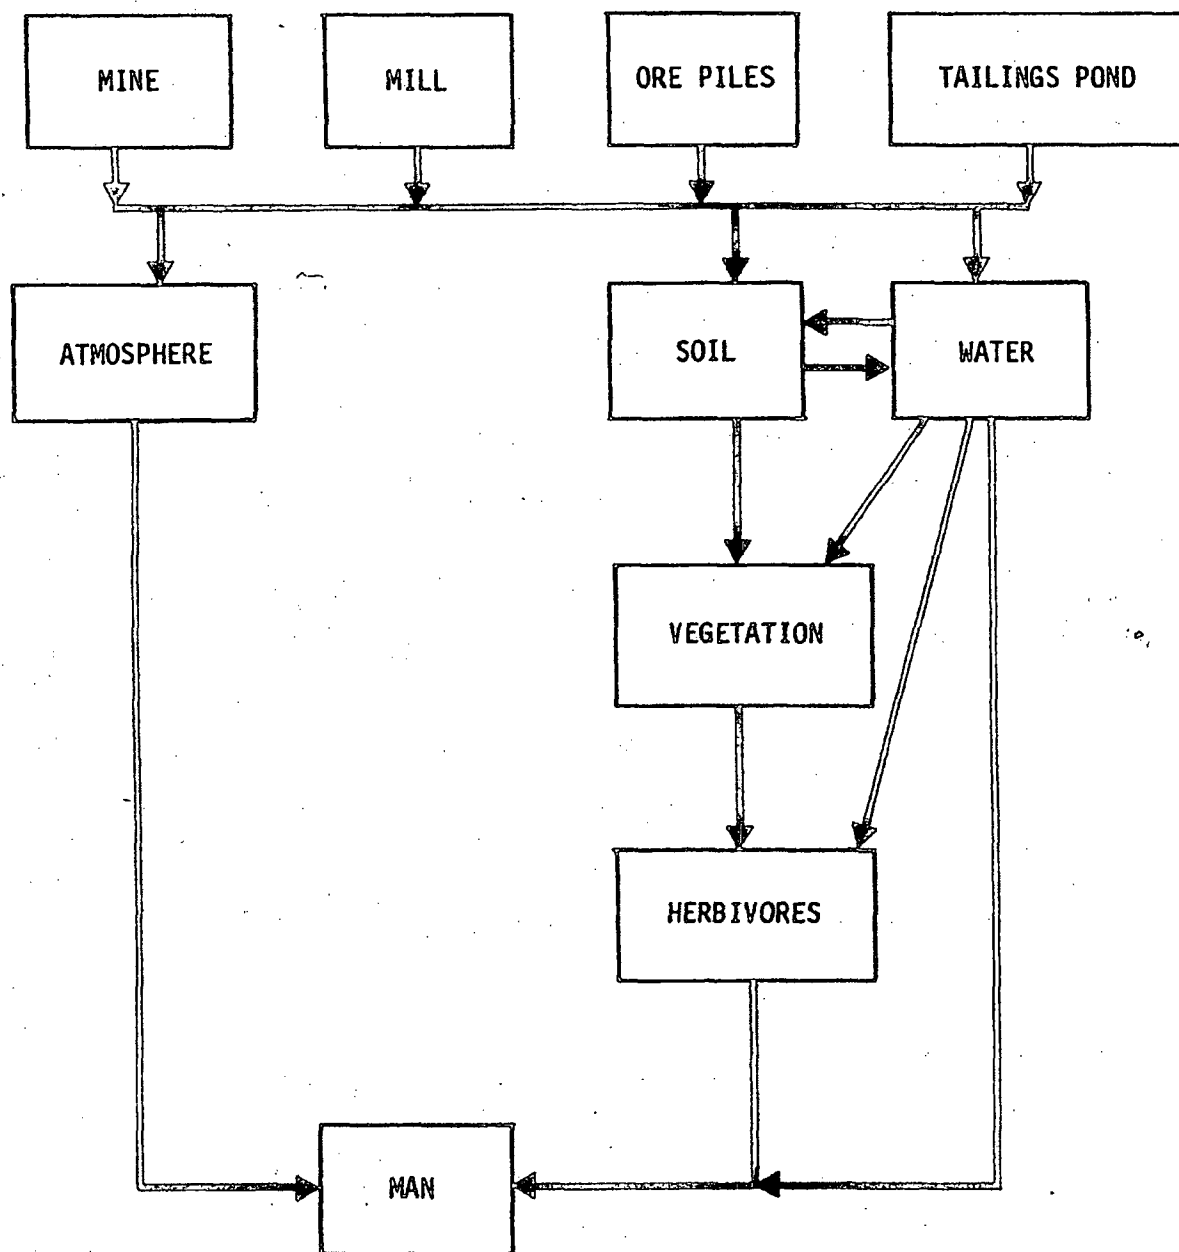 MINE
MILL
ORE PILES
TAILINGS POND
ATMOSPHERE
SOIL
WATER
VEGETATION
HERBIVORES
MAN